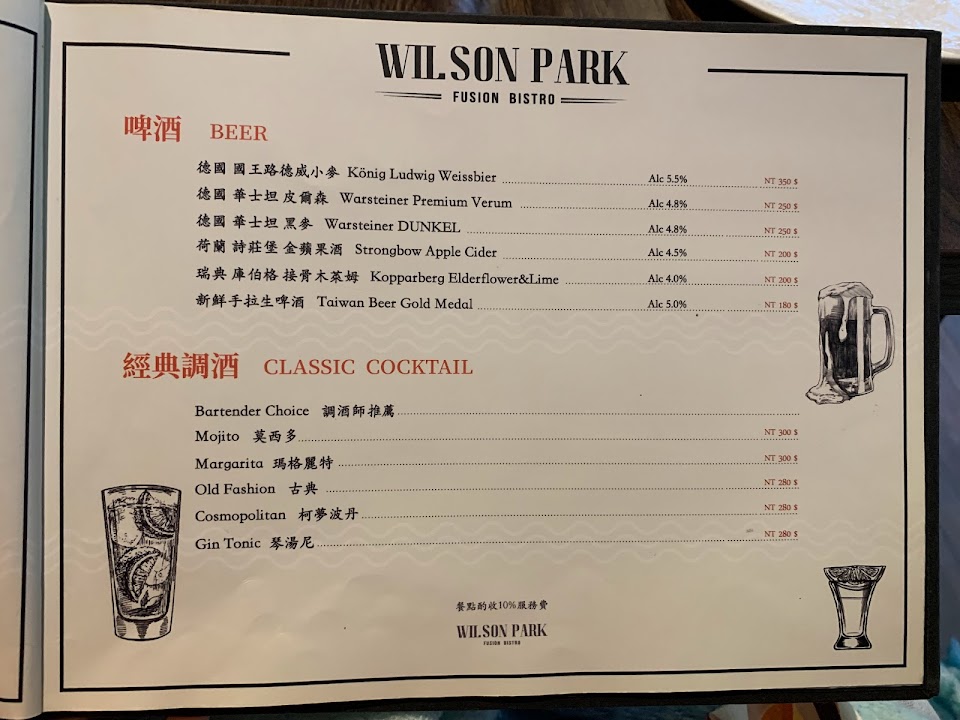 WILSON PARK
FUSION BISTRO
啤酒 BEER
德國 國王路德威小麥 König Ludwig Weissbier Alc 5.5% NT 350 $
德國 華士坦 皮爾森 Warsteiner Premium Verum Alc 4.8% NT 250 $
德國 華士坦 黑麥 Warsteiner DUNKEL Alc 4.8% NT 250 $
荷蘭 詩莊堡 金蘋果酒 Strongbow Apple Cider Alc 4.5% NT 200 $
瑞典 庫伯格 接骨木萊姆 Kopparberg Elderflower&Lime Alc 4.0% NT 200 $
新鮮手拉生啤酒 Taiwan Beer Gold Medal Alc 5.0% NT 180 $
經典調酒 CLASSIC COCKTAIL
Bartender Choice 調酒師推薦
Mojito 莫西多 NT 300 $
Margarita 瑪格麗特 NT 300 $
Old Fashion 古典 NT 280 $
Cosmopolitan 柯夢波丹 NT 280 $
Gin Tonic 琴湯尼 NT 280 $
餐點酌收10%服務費
WILSON PARK
FUSION BISTRO